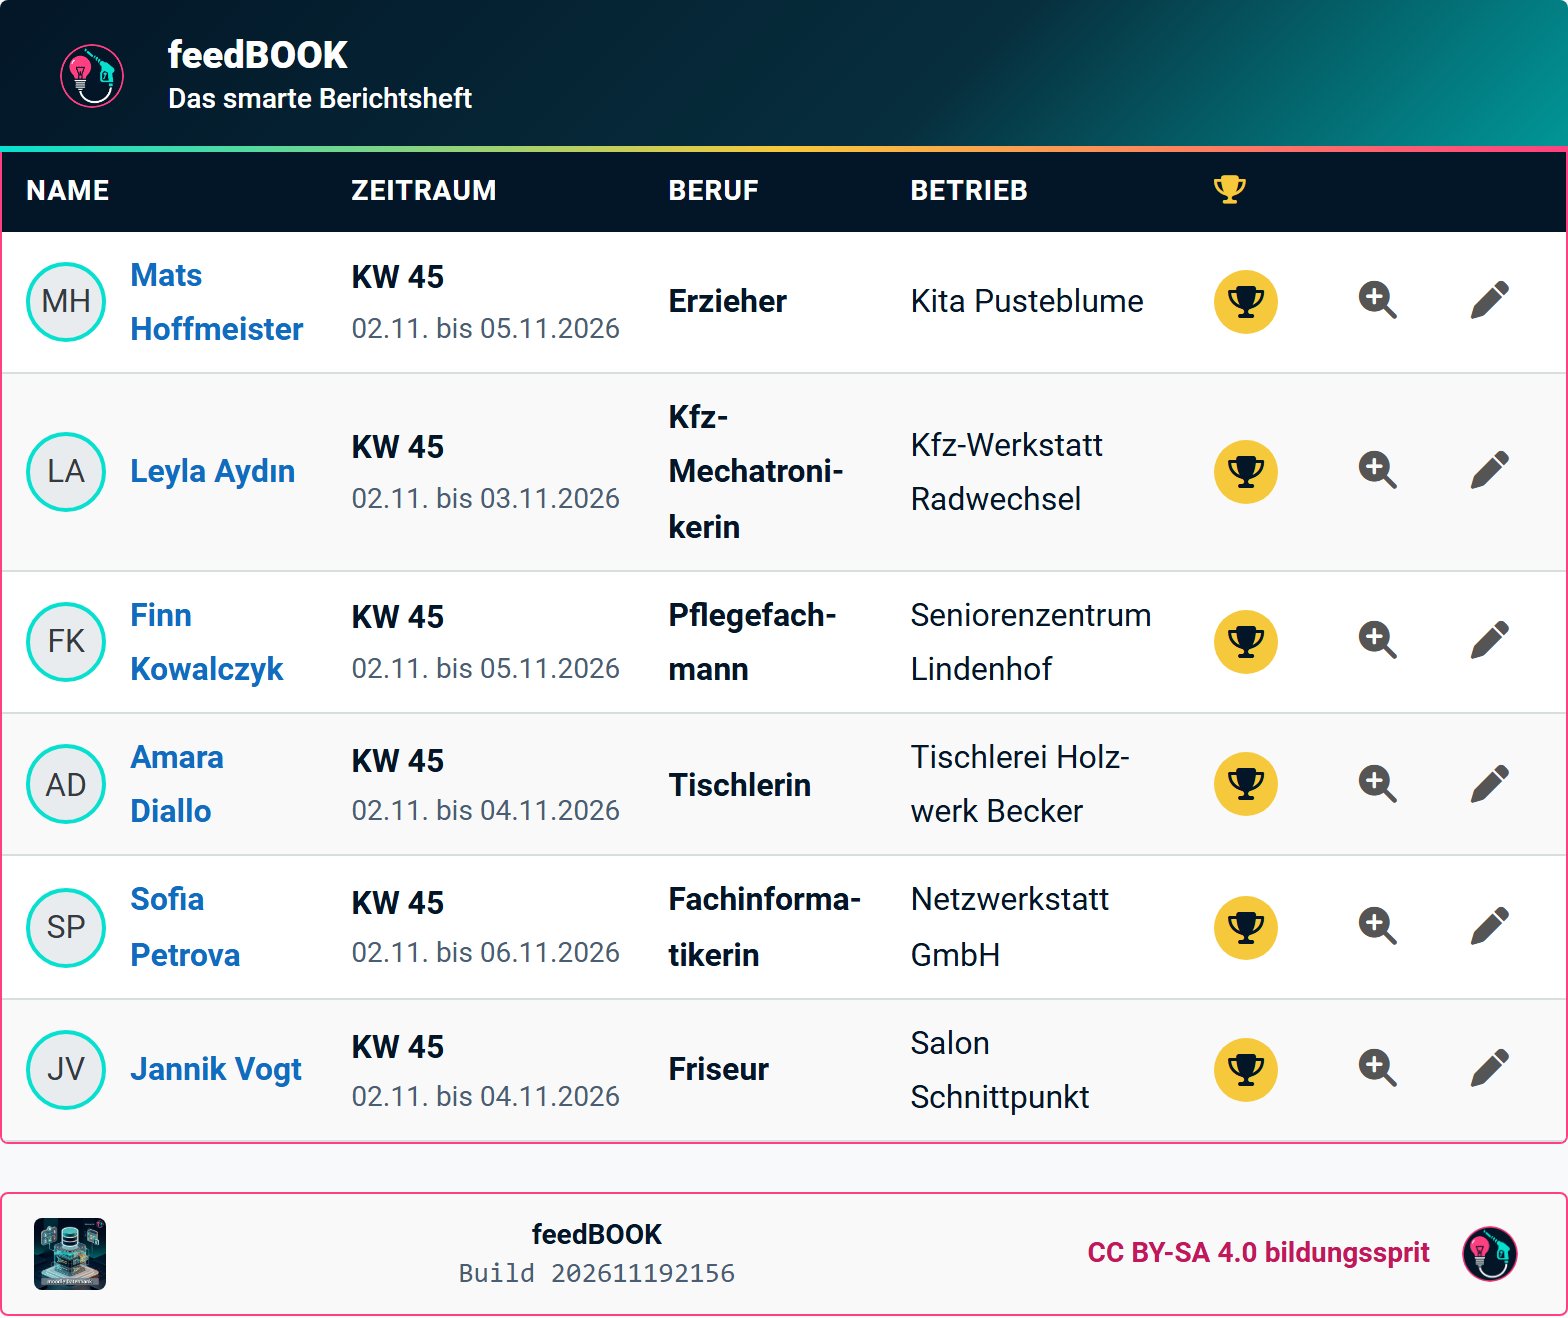 feedBOOK
Das smarte Berichtsheft
NAME ZEITRAUM BERUF BETRIEB
MH Mats Hoffmeister KW 45 02.11. bis 05.11.2026 Erzieher Kita Pusteblume
LA Leyla Aydın KW 45 02.11. bis 03.11.2026 Kfz-Mechatroni-kerin Kfz-Werkstatt Radwechsel
FK Finn Kowalczyk KW 45 02.11. bis 05.11.2026 Pflegefach-mann Seniorenzentrum Lindenhof
AD Amara Diallo KW 45 02.11. bis 04.11.2026 Tischlerin Tischlerei Holz-werk Becker
SP Sofia Petrova KW 45 02.11. bis 06.11.2026 Fachinforma-tikerin Netzwerkstatt GmbH
JV Jannik Vogt KW 45 02.11. bis 04.11.2026 Friseur Salon Schnittpunkt
feedBOOK
Build 202611192156
CC BY-SA 4.0 bildungssprit